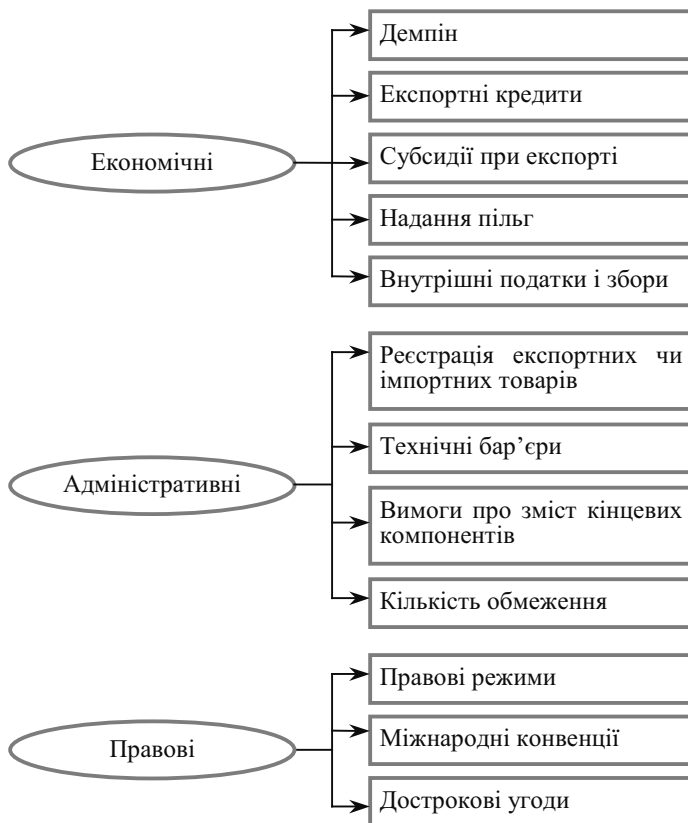 Економічні
Демпін
Експортні кредити
Субсидії при експорті
Надання пільг
Внутрішні податки і збори
Адміністративні
Реєстрація експортних чи
імпортних товарів
Технічні бар’єри
Вимоги про зміст кінцевих
компонентів
Кількість обмеження
Правові
Правові режими
Міжнародні конвенції
Дострокові угоди